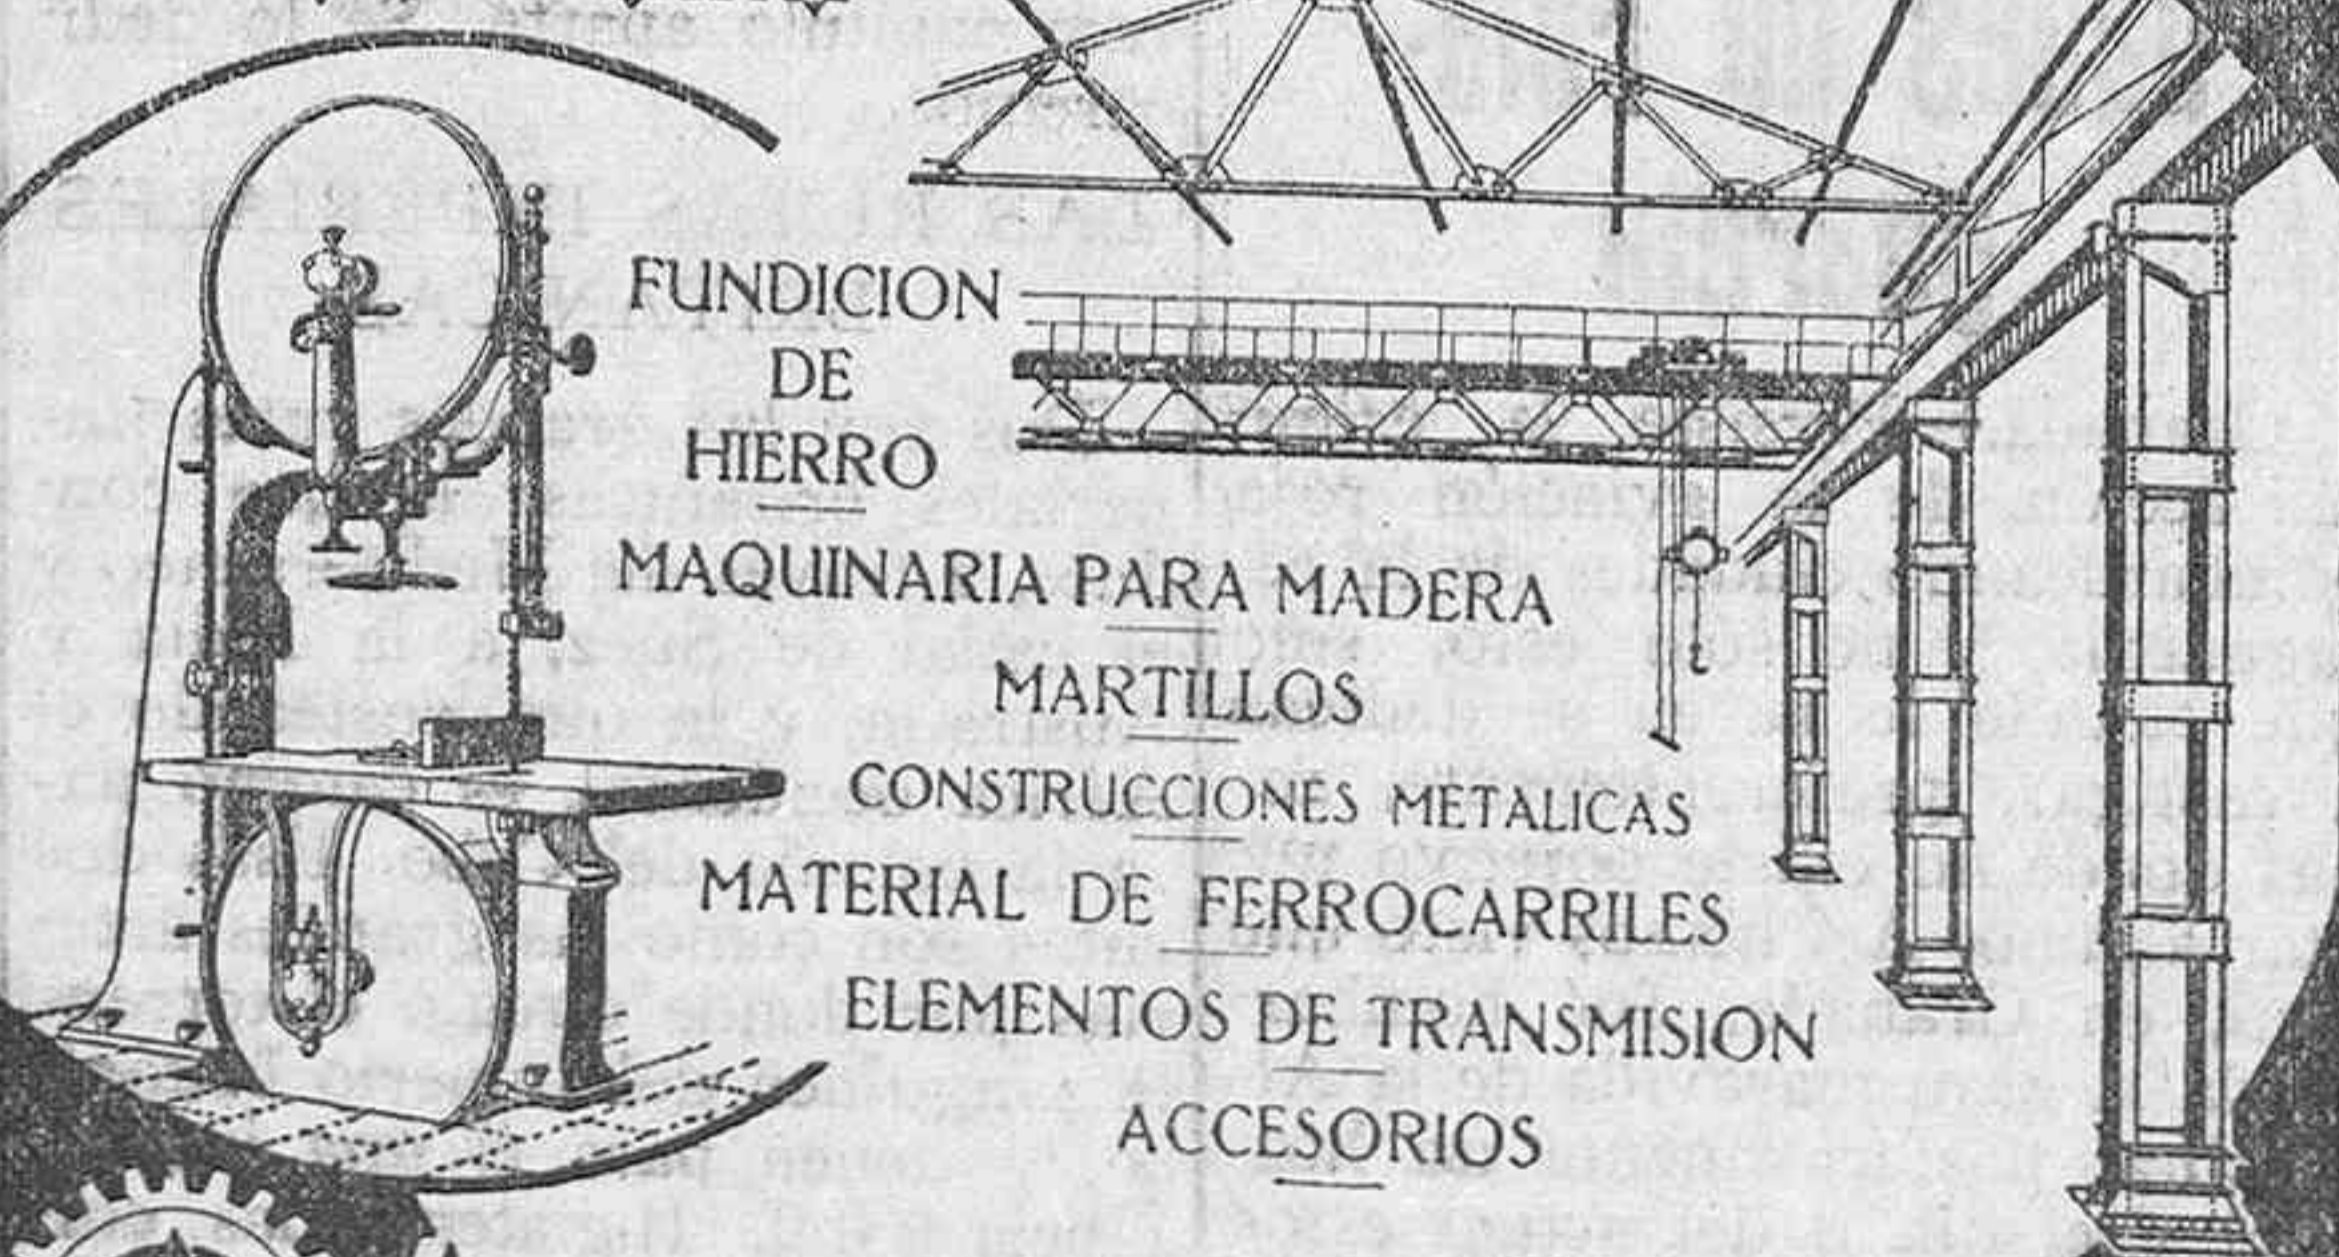 FUNDICION
DE
HIERRO
MAQUINARIA PARA MADERA
MARTILLOS
CONSTRUCCIONES METALICAS
MATERIAL DE FERROCARRILES
ELEMENTOS DE TRANSMISION
ACCESORIOS